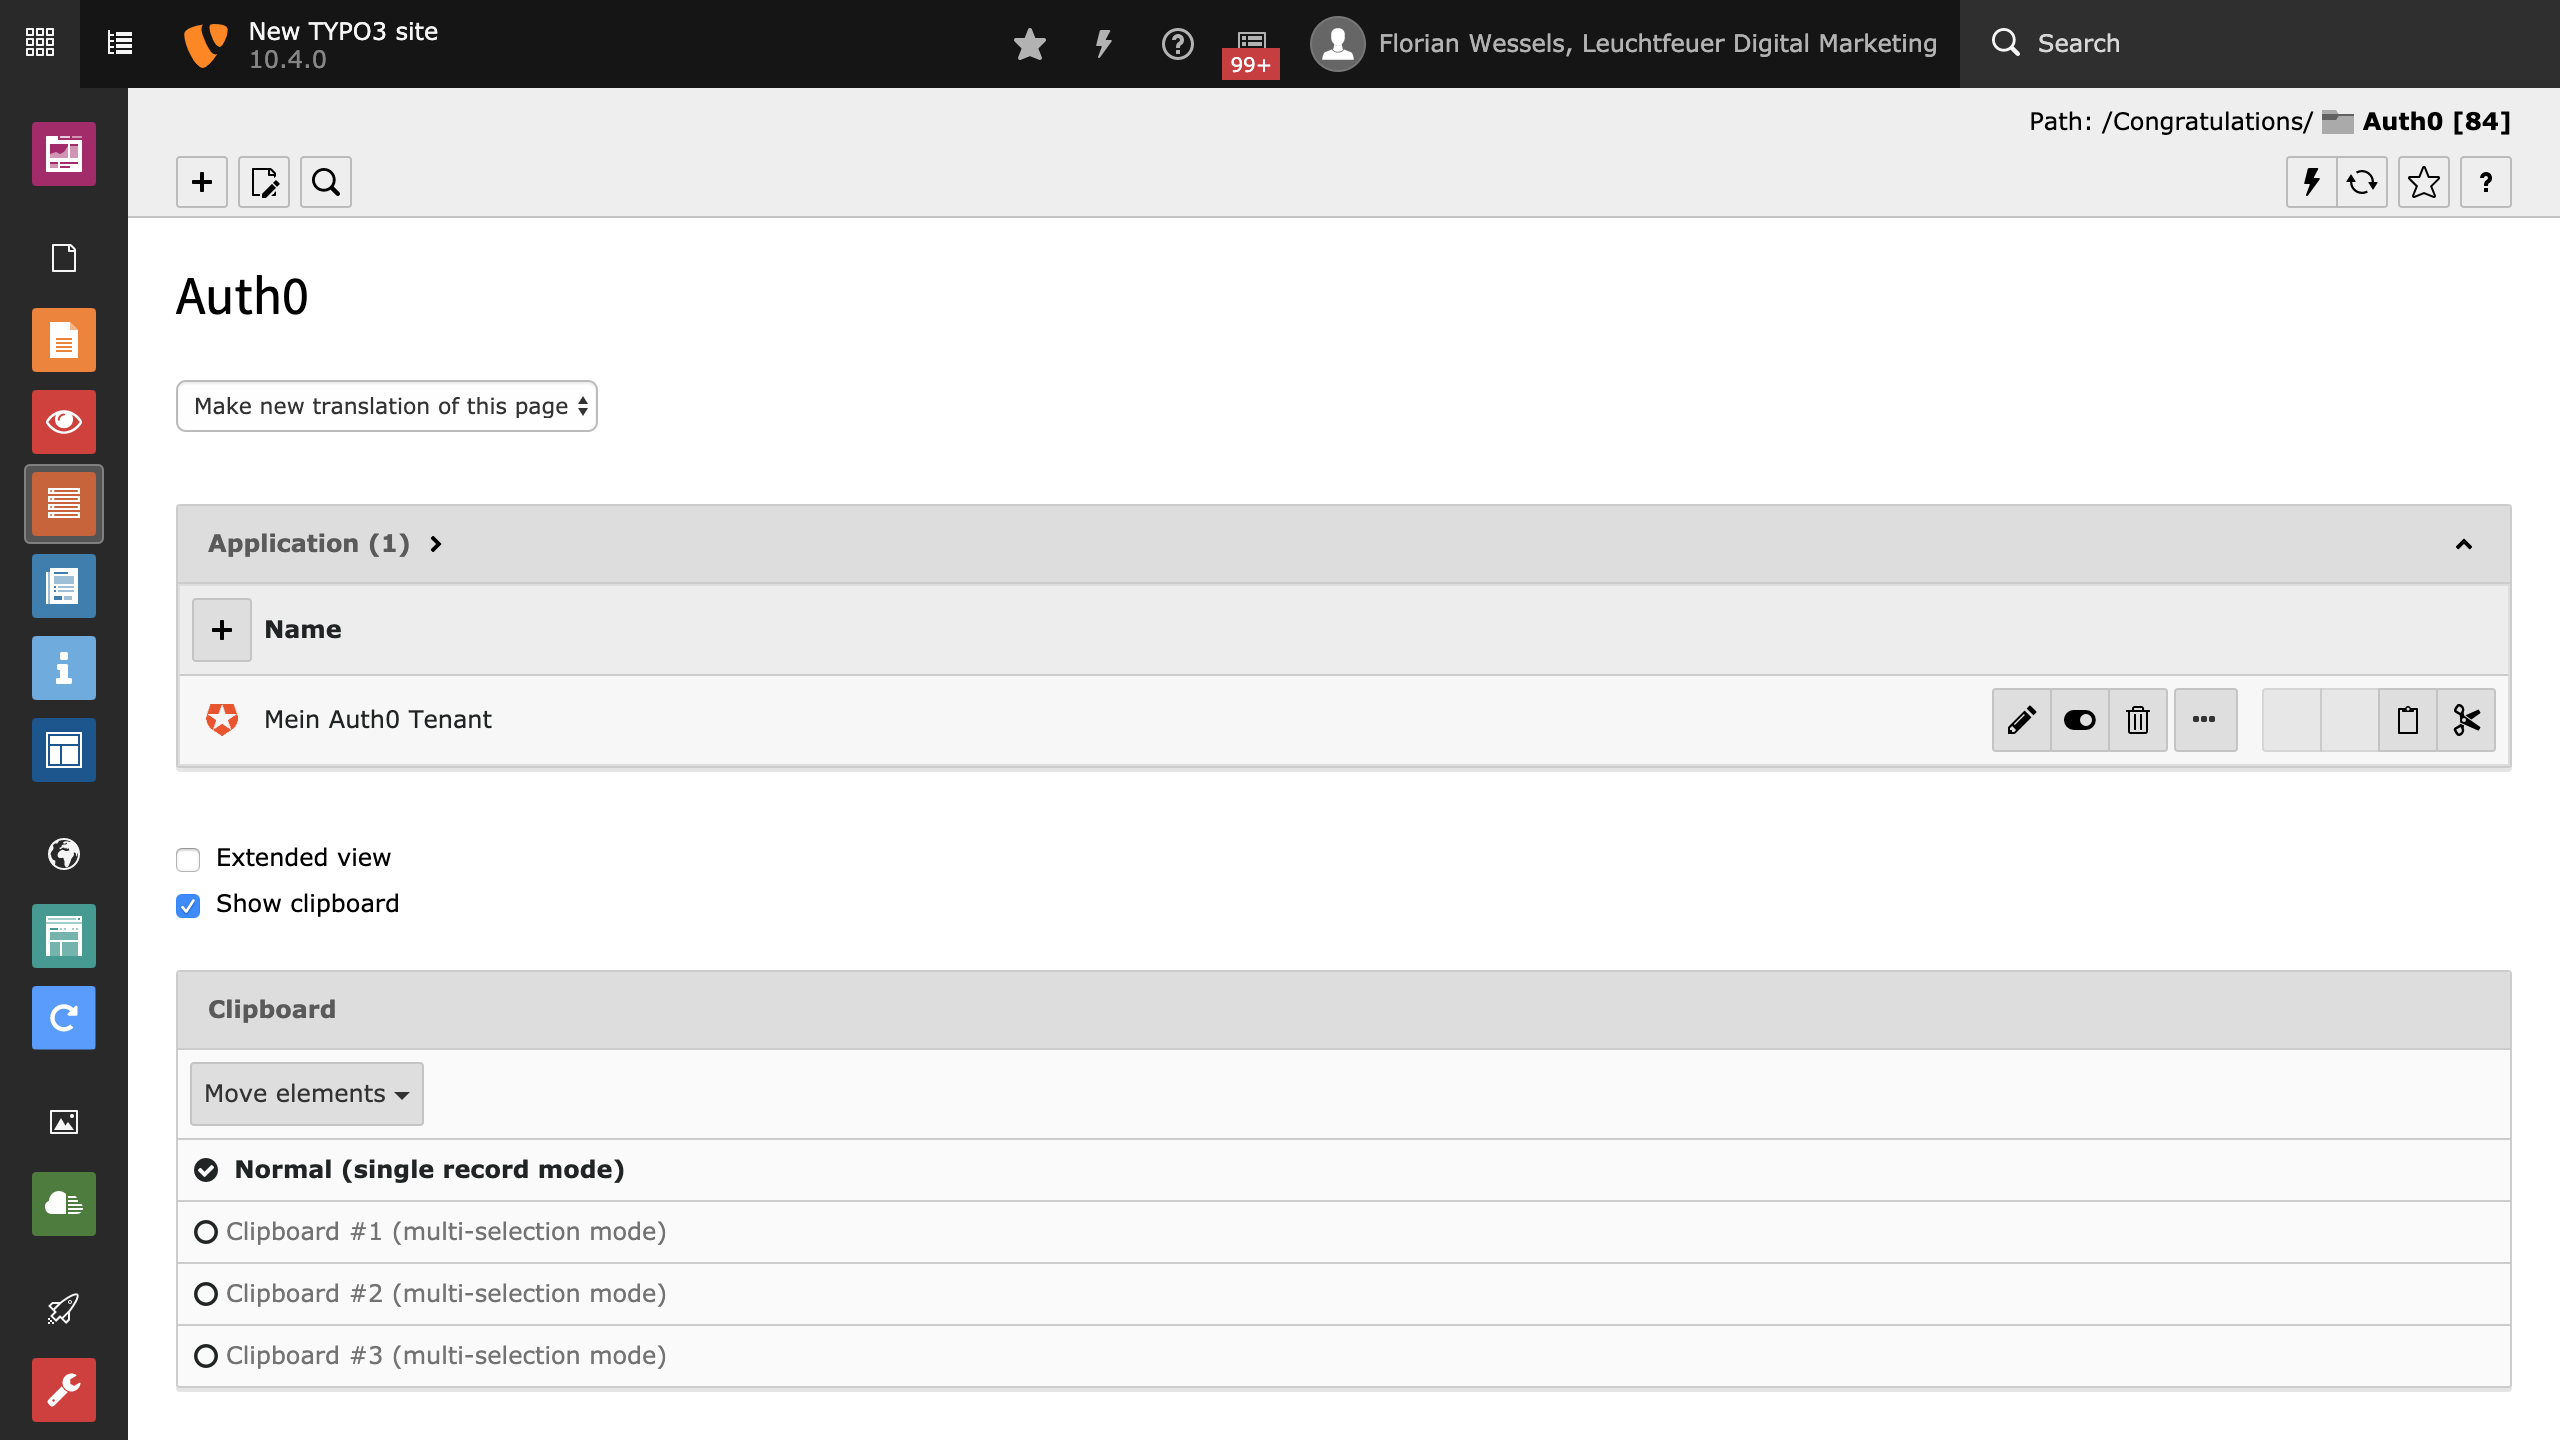 New TYPO3 site
10.4.0
99+
Florian Wessels, Leuchtfeuer Digital Marketing
Search
Path: /Congratulations/ Auth0 [84]
?
Auth0
Make new translation of this page
Application (1)
Name
Mein Auth0 Tenant
Extended view
Show clipboard
Clipboard
Move elements
Normal (single record mode)
Clipboard #1 (multi-selection mode)
Clipboard #2 (multi-selection mode)
Clipboard #3 (multi-selection mode)